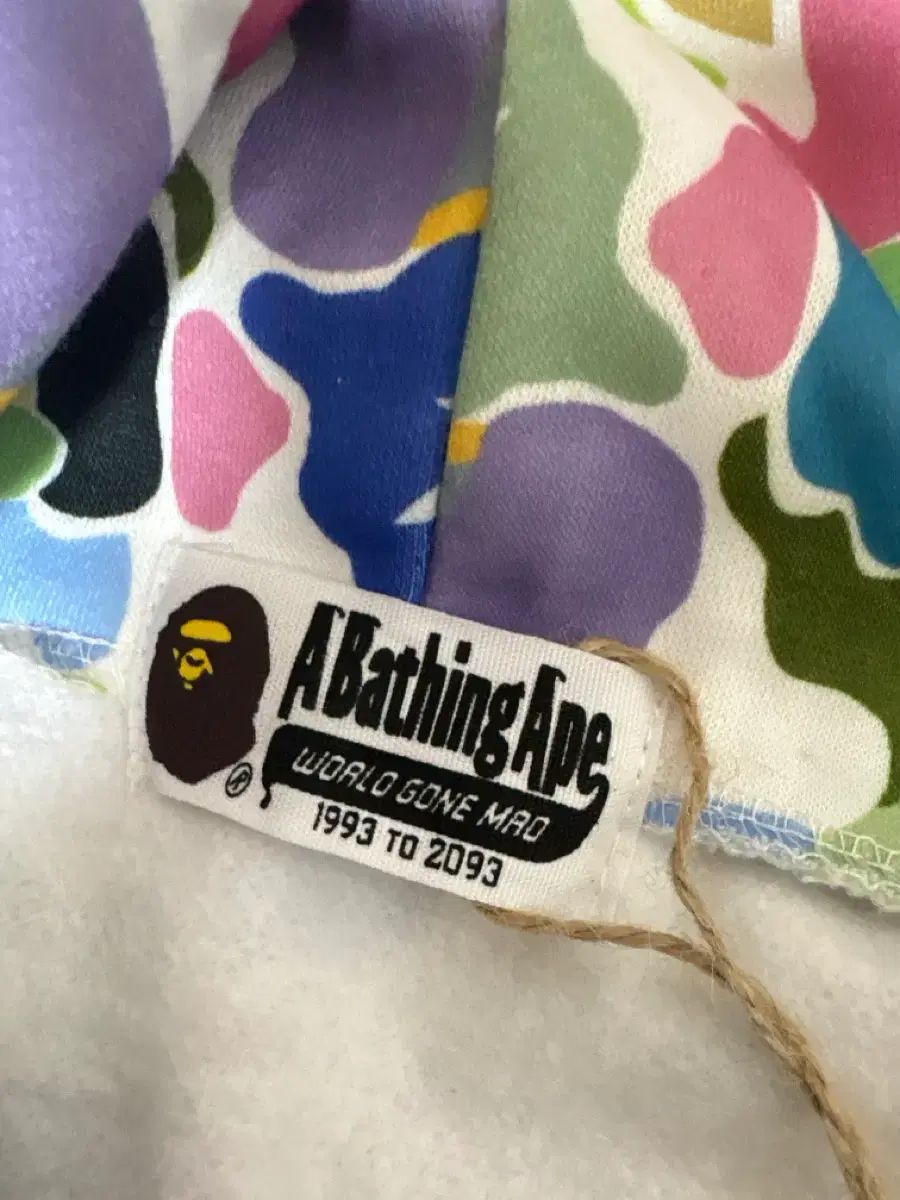 A Bathing Ape
WORLD GONE MAD
1993 TO 2093
®